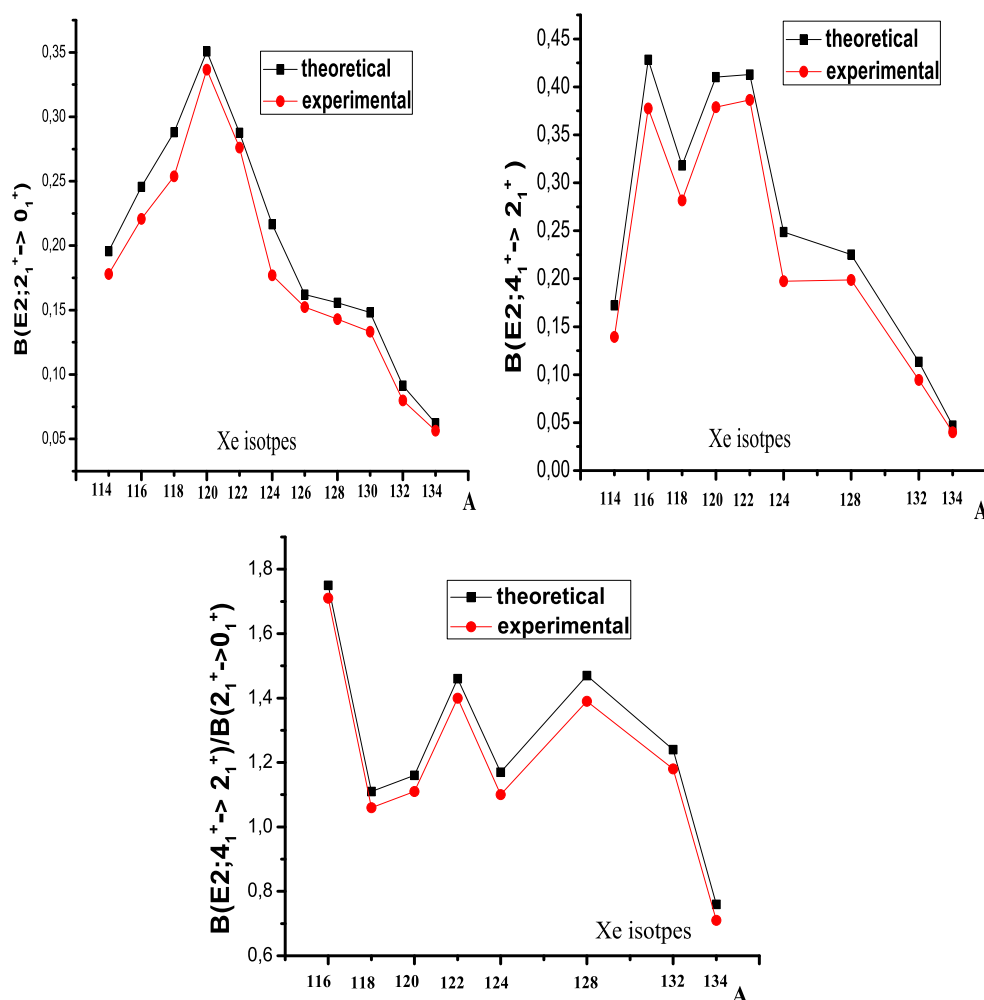 0,35
0,30
0,25
0,20
0,15
0,10
0,05
B(E2;2₁⁺-> 0₁⁺)
theoretical
experimental
Xe isotpes
114 116 118 120 122 124 126 128 130 132 134
A
0,45
0,40
0,35
0,30
0,25
0,20
0,15
0,10
0,05
0,00
B(E2;4₁⁺-> 2₁⁺ )
theoretical
experimental
Xe isotpes
114 116 118 120 122 124 128 132 134
A
1,8
1,6
1,4
1,2
1,0
0,8
0,6
B(E2;4₁⁺-> 2₁⁺)/B(2₁⁺->0₁⁺)
theoretical
experimental
Xe isotpes
116 118 120 122 124 128 132 134
A